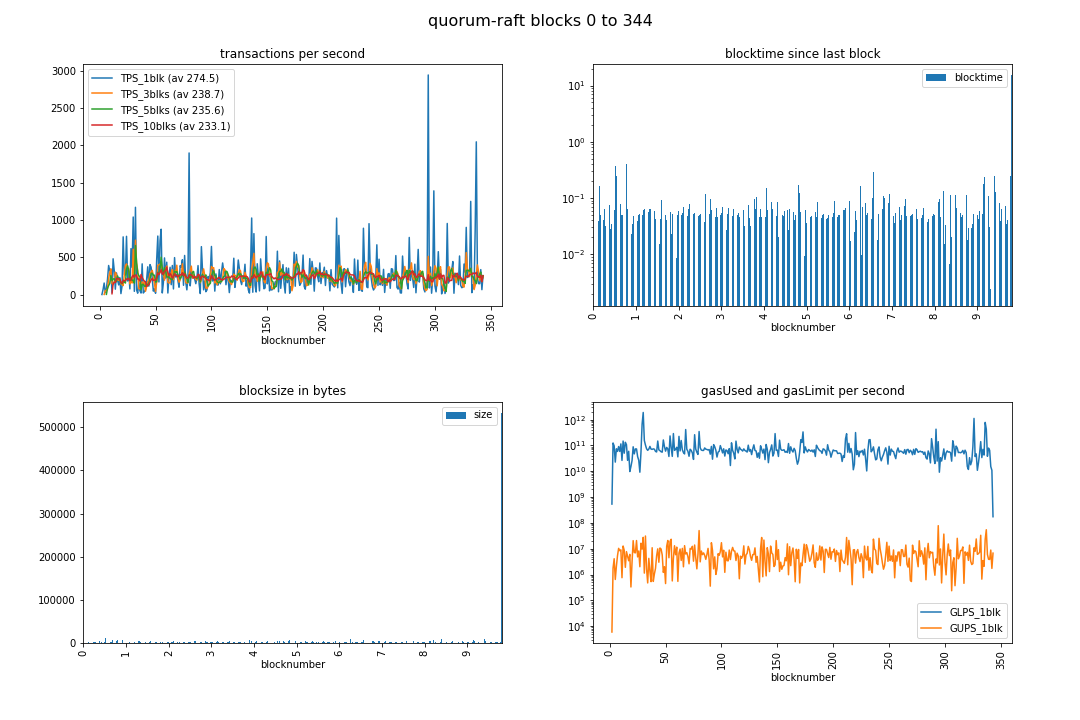 quorum-raft blocks 0 to 344
transactions per second
3000
2500
2000
1500
1000
500
0
TPS_1blk (av 274.5)
TPS_3blks (av 238.7)
TPS_5blks (av 235.6)
TPS_10blks (av 233.1)
0 50 100 150 200 250 300 350
blocknumber
blocktime since last block
10¹
10⁰
10⁻¹
10⁻²
blocktime
0 1 2 3 4 5 6 7 8 9
blocknumber
blocksize in bytes
500000
400000
300000
200000
100000
0
size
0 1 2 3 4 5 6 7 8 9
blocknumber
gasUsed and gasLimit per second
10¹²
10¹¹
10¹⁰
10⁹
10⁸
10⁷
10⁶
10⁵
10⁴
GLPS_1blk
GUPS_1blk
0 50 100 150 200 250 300 350
blocknumber